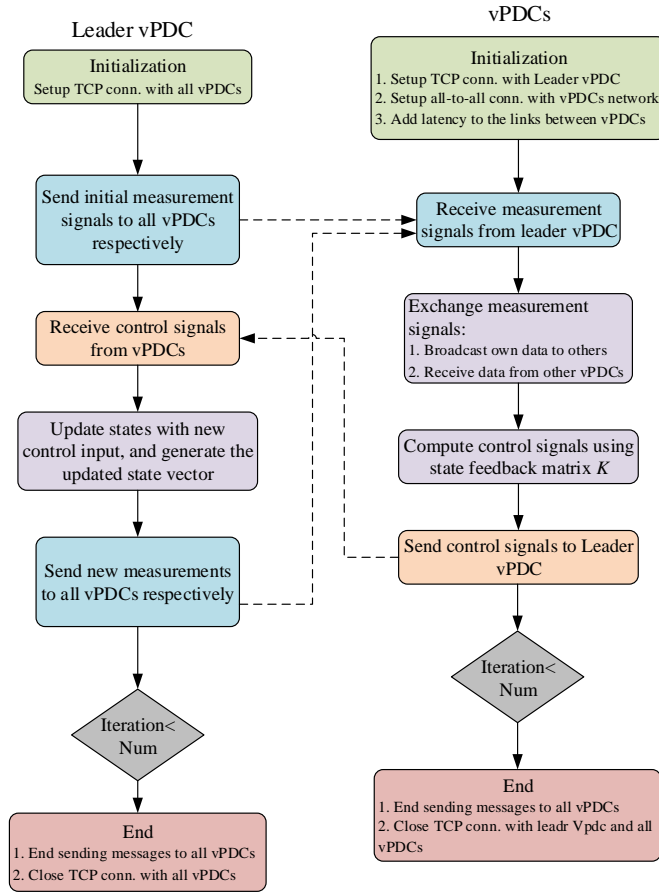 Leader vPDC
Initialization
Setup TCP conn. with all vPDCs
Send initial measurement
signals to all vPDCs
respectively
Receive control signals
from vPDCs
Update states with new
control input, and generate the
updated state vector
Send new measurements
to all vPDCs respectively
Iteration<
Num
End
1. End sending messages to all vPDCs
2. Close TCP conn. with all vPDCs
vPDCs
Initialization
1. Setup TCP conn. with Leader vPDC
2. Setup all-to-all conn. with vPDCs network
3. Add latency to the links between vPDCs
Receive measurement
signals from leader vPDC
Exchange measurement
signals:
1. Broadcast own data to others
2. Receive data from other vPDCs
Compute control signals using
state feedback matrix K
Send control signals to Leader
vPDC
Iteration<
Num
End
1. End sending messages to all vPDCs
2. Close TCP conn. with leadr Vpdc and all
vPDCs